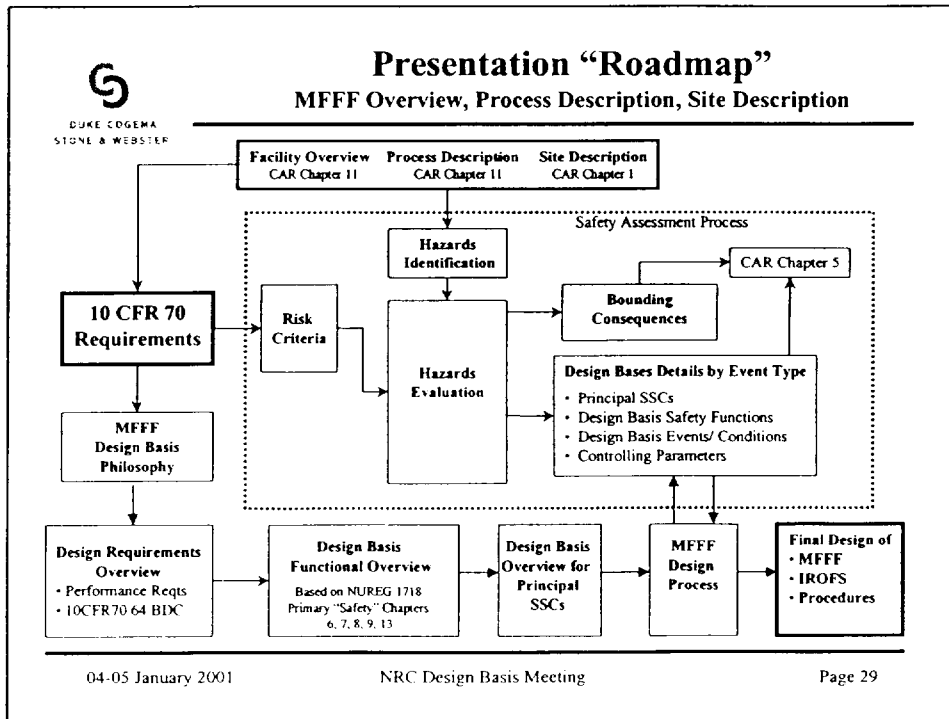 Presentation “Roadmap”
MFFF Overview, Process Description, Site Description
DUKE COGEMA
STONE & WEBSTER
Facility Overview Process Description Site Description
CAR Chapter 11 CAR Chapter 11 CAR Chapter 1
Safety Assessment Process
Hazards
Identification
CAR Chapter 5
10 CFR 70
Requirements
Risk
Criteria
Bounding
Consequences
Hazards
Evaluation
Design Bases Details by Event Type
• Principal SSCs
• Design Basis Safety Functions
• Design Basis Events/ Conditions
• Controlling Parameters
MFFF
Design Basis
Philosophy
Design Requirements
Overview
• Performance Reqts
• 10CFR70 64 BDC
Design Basis
Functional Overview
Based on NUREG 1718
Primary “Safety” Chapters
6, 7, 8, 9, 13
Design Basis
Overview for
Principal
SSCs
MFFF
Design
Process
Final Design of
• MFFF
• IROFS
• Procedures
04-05 January 2001 NRC Design Basis Meeting Page 29